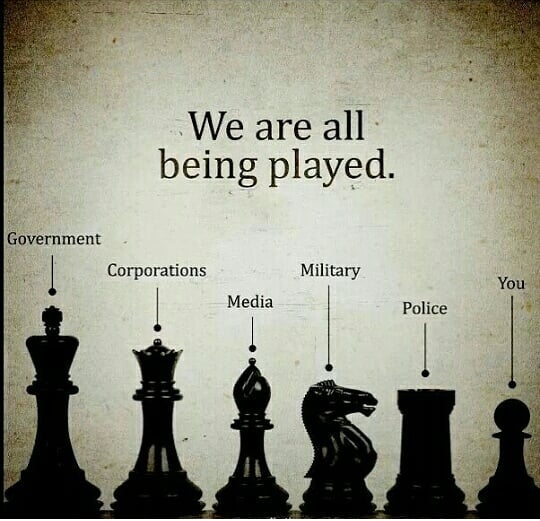 We are all
being played.
Government
Corporations
Media
Military
Police
You